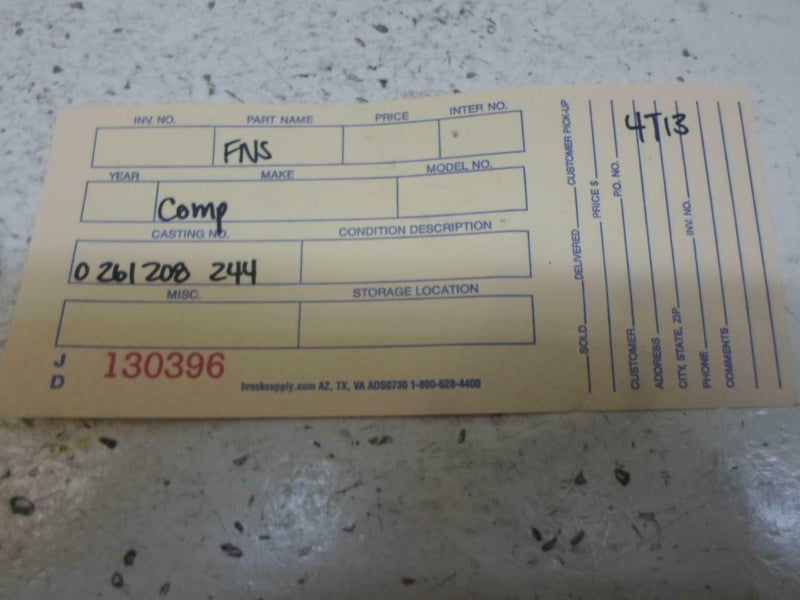 INV. NO. PART NAME PRICE INTER NO.
FNS
YEAR MAKE MODEL NO.
Comp
CASTING NO. CONDITION DESCRIPTION
0 261 208 244
MISC. STORAGE LOCATION
J
D
130396
brocksupply.com AZ, TX, VA ADS0730 1-800-528-4400
4T13
SOLD DELIVERED CUSTOMER PICK-UP
PRICE $
P.O. NO.
CUSTOMER
ADDRESS
CITY, STATE, ZIP INV. NO.
PHONE
COMMENTS